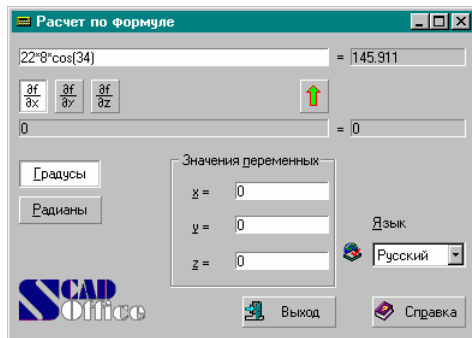 Расчет по формуле
22*8*cos(34) = 145.911
∂f/∂x ∂f/∂y ∂f/∂z
0 = 0
Градусы
Радианы
Значения переменных
x = 0
y = 0
z = 0
Язык
Русский
SCAD Office
Выход
Справка